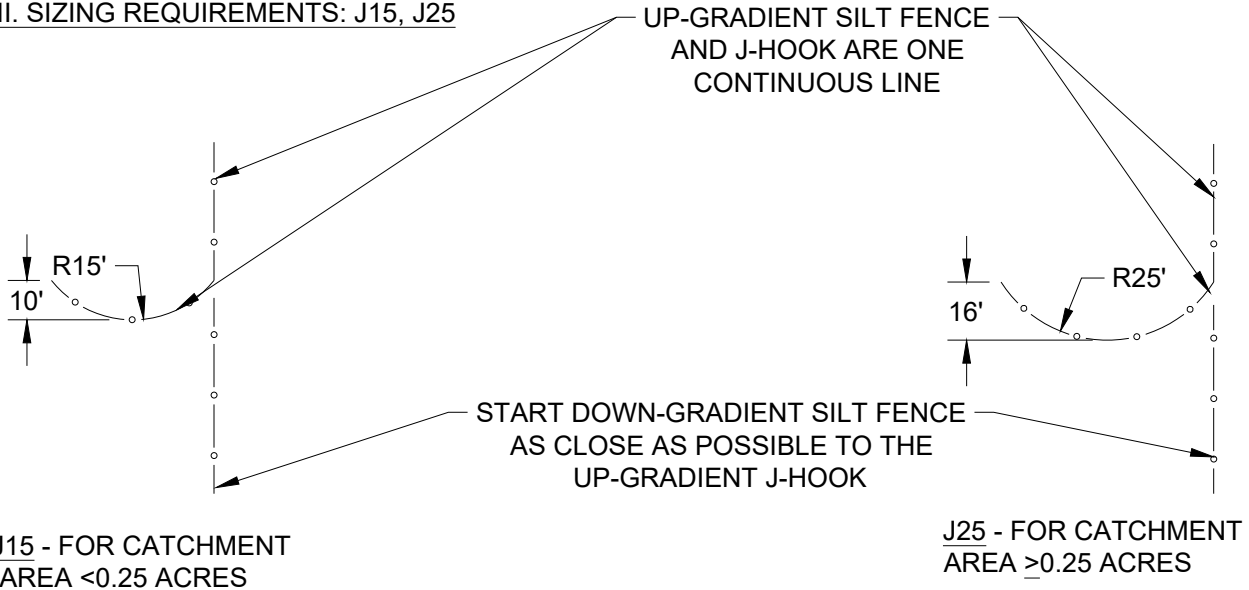 II. SIZING REQUIREMENTS: J15, J25
UP-GRADIENT SILT FENCE
AND J-HOOK ARE ONE
CONTINUOUS LINE
R15'
10'
R25'
16'
START DOWN-GRADIENT SILT FENCE
AS CLOSE AS POSSIBLE TO THE
UP-GRADIENT J-HOOK
J15 - FOR CATCHMENT
AREA <0.25 ACRES
J25 - FOR CATCHMENT
AREA ≥0.25 ACRES